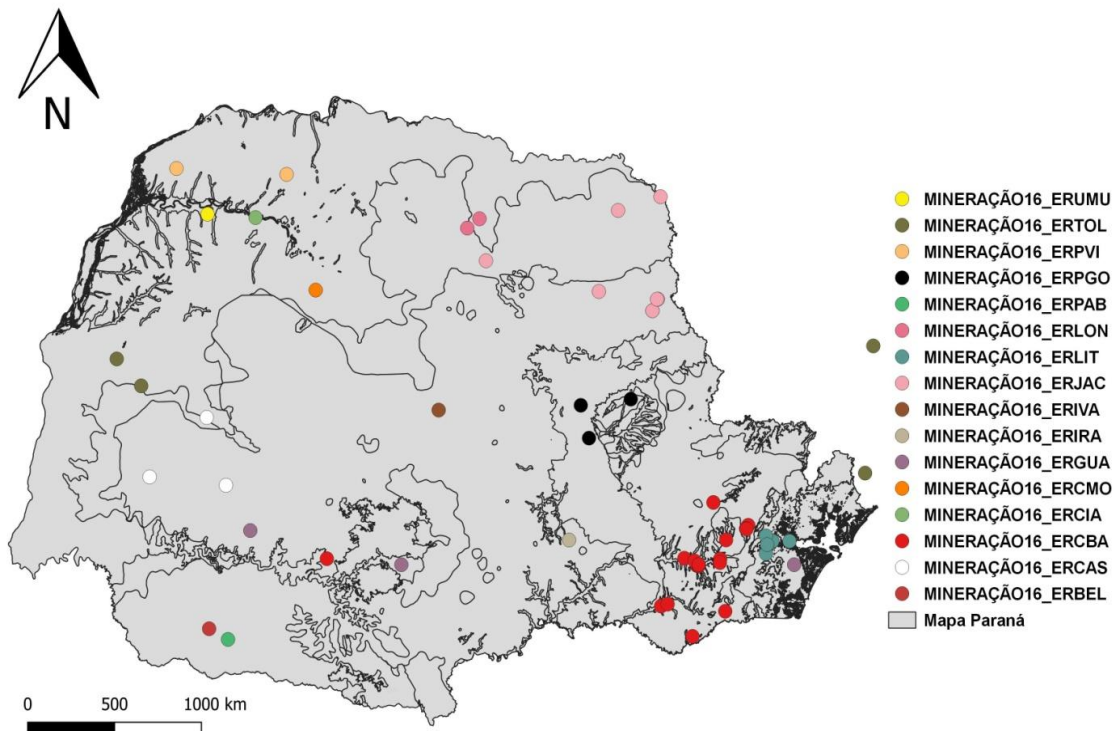 N
MINERAÇÃO16_ERUMU
MINERAÇÃO16_ERTOL
MINERAÇÃO16_ERPVI
MINERAÇÃO16_ERPGO
MINERAÇÃO16_ERPAB
MINERAÇÃO16_ERLON
MINERAÇÃO16_ERLIT
MINERAÇÃO16_ERJAC
MINERAÇÃO16_ERIVA
MINERAÇÃO16_ERIRA
MINERAÇÃO16_ERGUA
MINERAÇÃO16_ERCMO
MINERAÇÃO16_ERCIA
MINERAÇÃO16_ERCBA
MINERAÇÃO16_ERCAS
MINERAÇÃO16_ERBEL
Mapa Paraná
0 500 1000 km